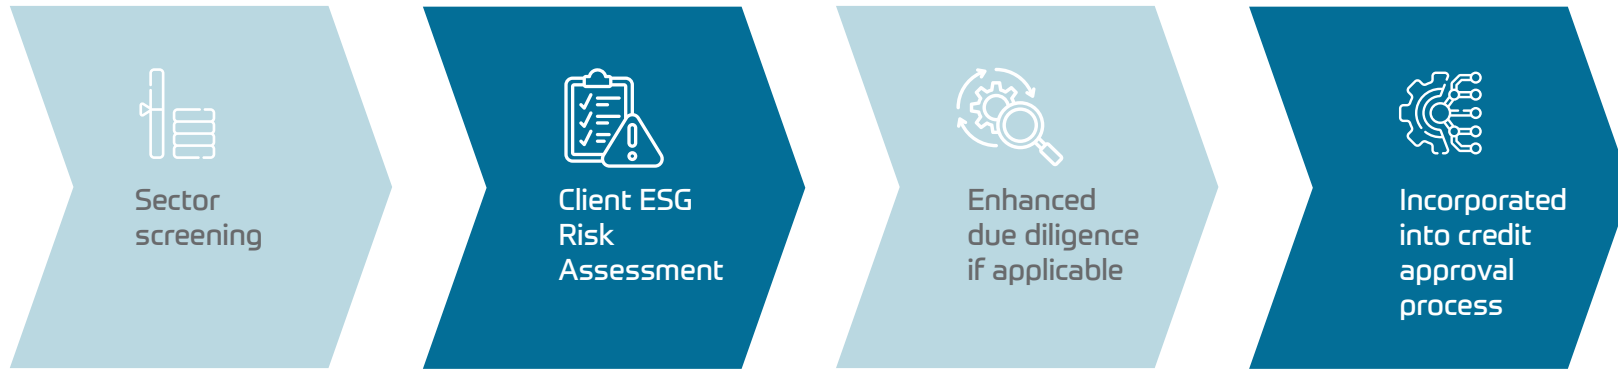 Sector
screening
Client ESG
Risk
Assessment
Enhanced
due diligence
if applicable
Incorporated
into credit
approval
process